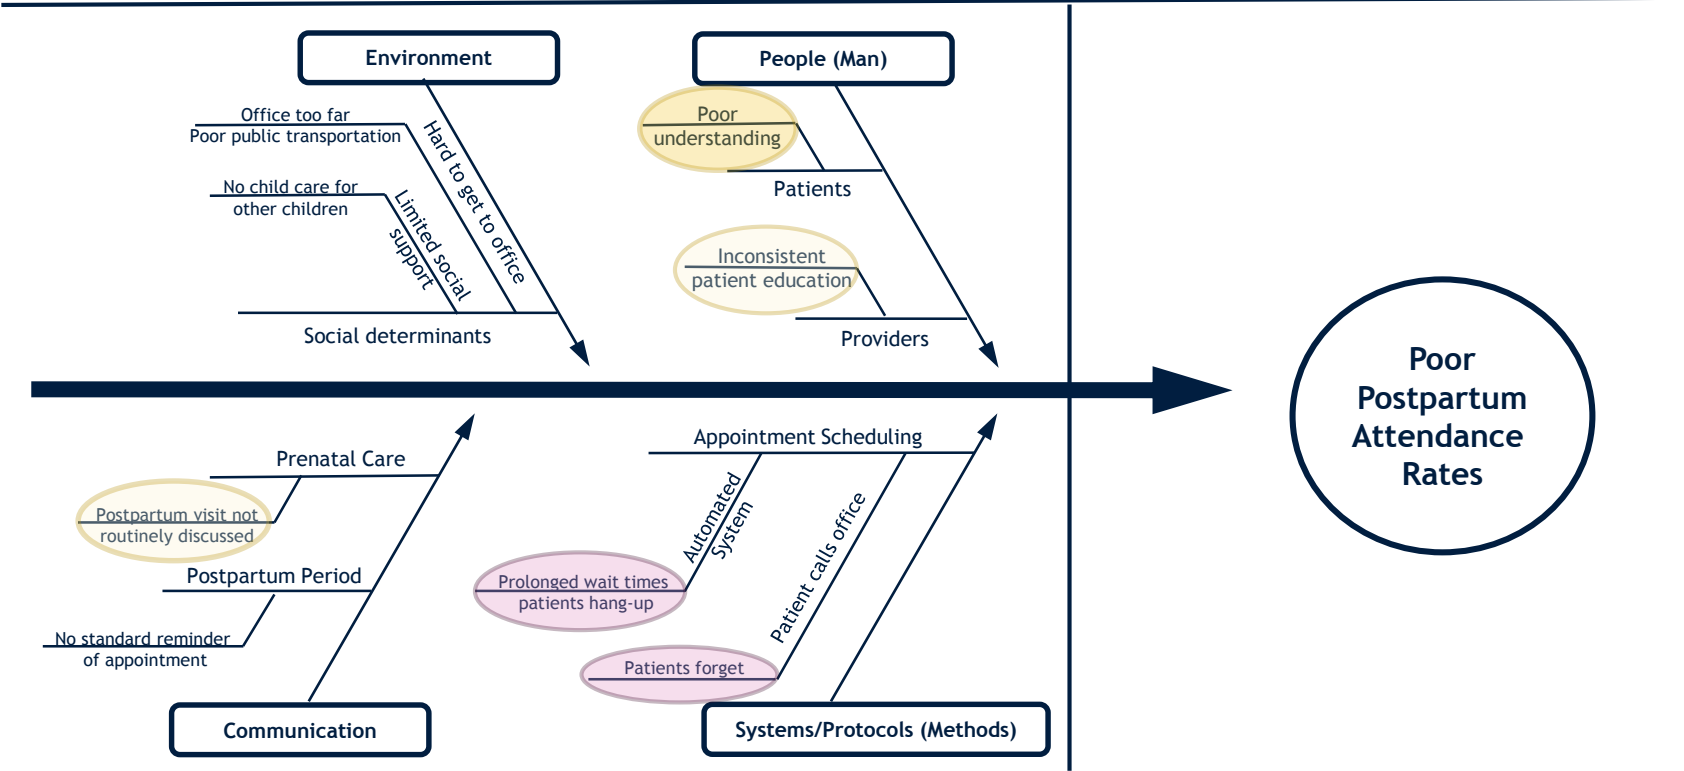 Environment
People (Man)
Office too far
Poor public transportation
Hard to get to office
No child care for
other children
Limited social
support
Social determinants
Poor
understanding
Patients
Inconsistent
patient education
Providers
Poor
Postpartum
Attendance
Rates
Prenatal Care
Postpartum visit not
routinely discussed
Postpartum Period
No standard reminder
of appointment
Communication
Appointment Scheduling
Automated
System
Prolonged wait times
patients hang-up
Patient calls office
Patients forget
Systems/Protocols (Methods)